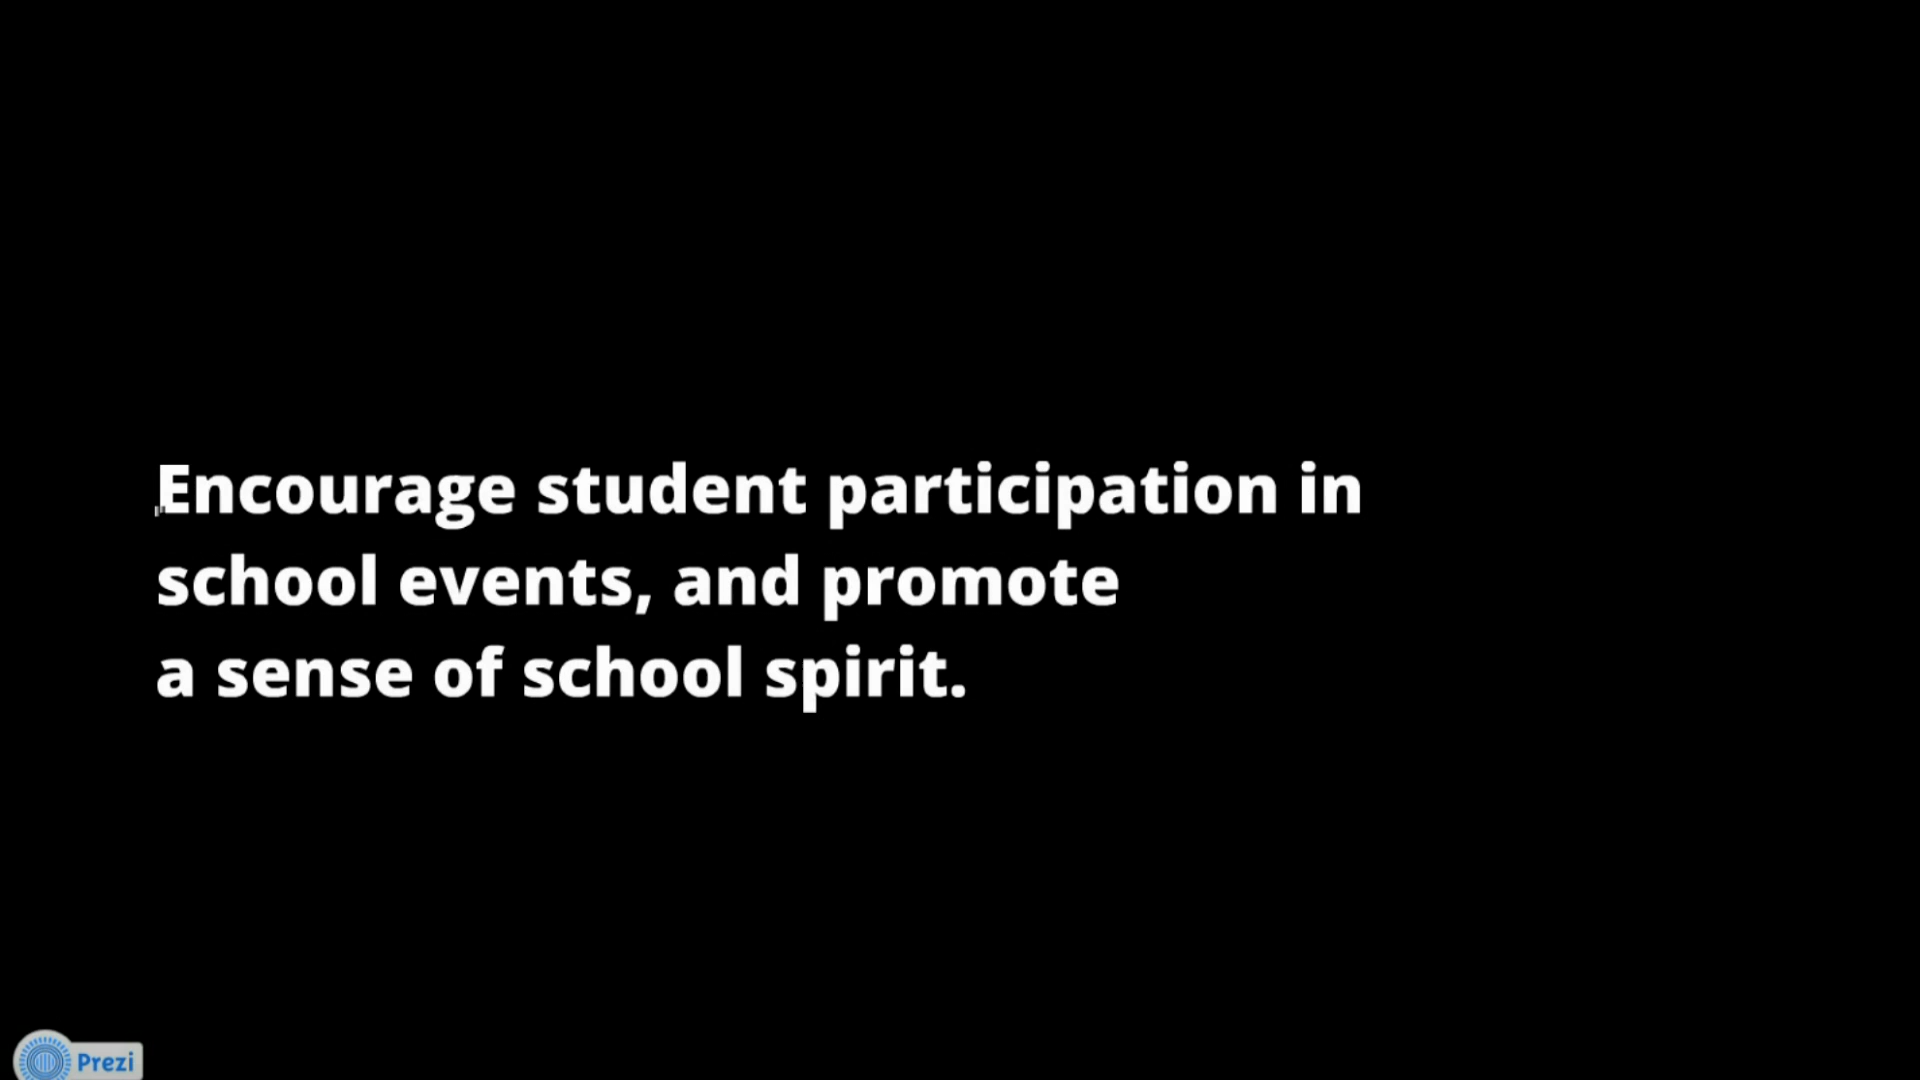 Encourage student participation in
school events, and promote
a sense of school spirit.
Prezi